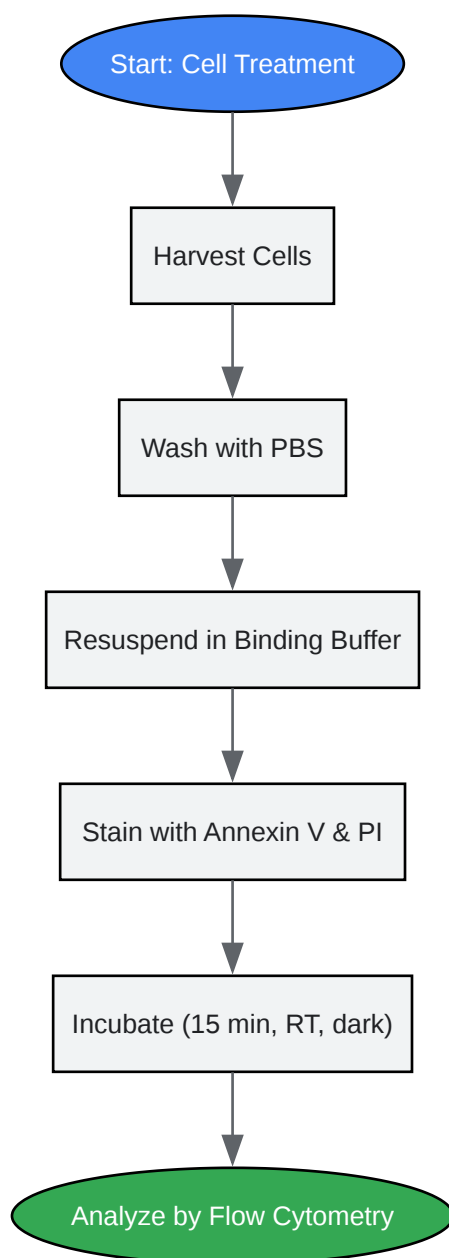 Start: Cell Treatment
Harvest Cells
Wash with PBS
Resuspend in Binding Buffer
Stain with Annexin V & PI
Incubate (15 min, RT, dark)
Analyze by Flow Cytometry